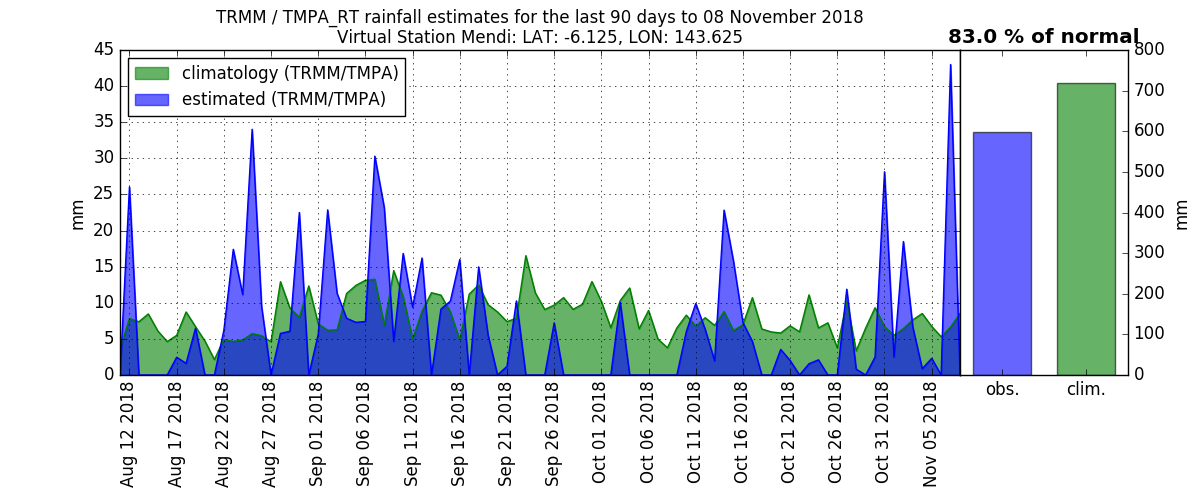 TRMM / TMPA_RT rainfall estimates for the last 90 days to 08 November 2018
Virtual Station Mendi: LAT: -6.125, LON: 143.625
83.0 % of normal
climatology (TRMM/TMPA)
estimated (TRMM/TMPA)
45
40
35
30
25
20
15
10
5
0
mm
Aug 12 2018
Aug 17 2018
Aug 22 2018
Aug 27 2018
Sep 01 2018
Sep 06 2018
Sep 11 2018
Sep 16 2018
Sep 21 2018
Sep 26 2018
Oct 01 2018
Oct 06 2018
Oct 11 2018
Oct 16 2018
Oct 21 2018
Oct 26 2018
Oct 31 2018
Nov 05 2018
obs.
clim.
800
700
600
500
400
300
200
100
0
mm